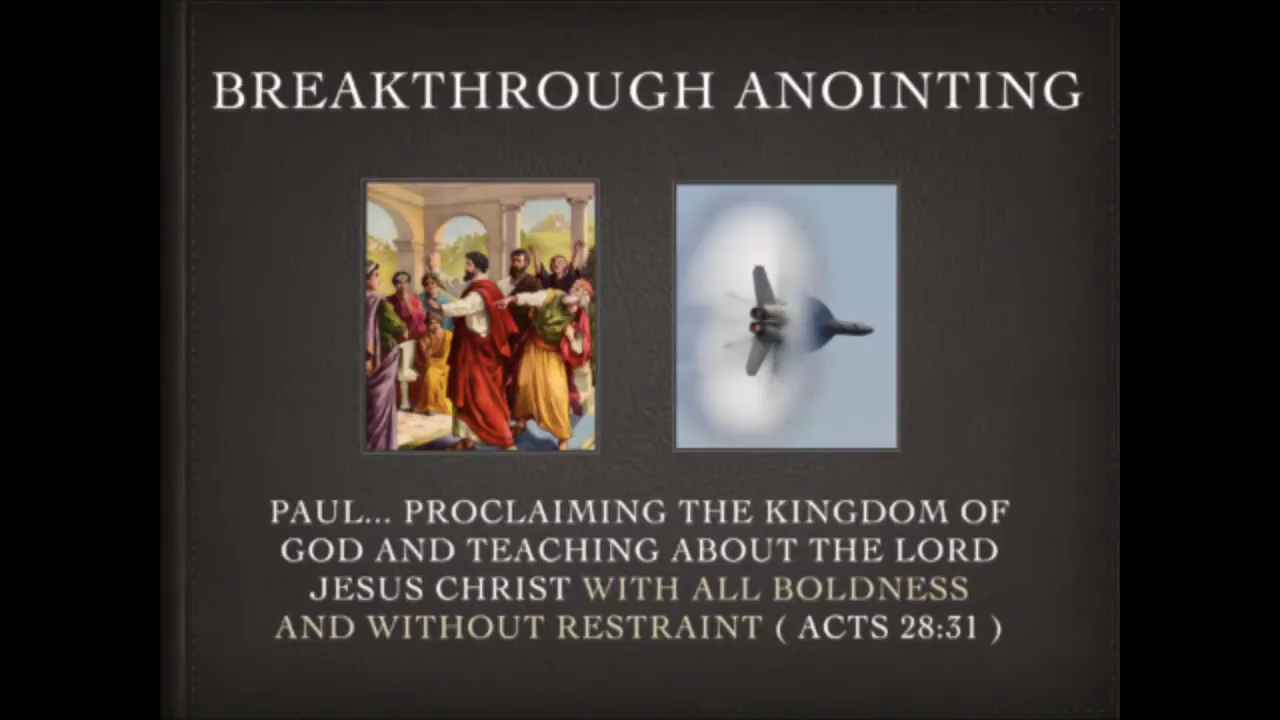 BREAKTHROUGH ANOINTING
PAUL... PROCLAIMING THE KINGDOM OF
GOD AND TEACHING ABOUT THE LORD
JESUS CHRIST WITH ALL BOLDNESS
AND WITHOUT RESTRAINT ( ACTS 28:31 )